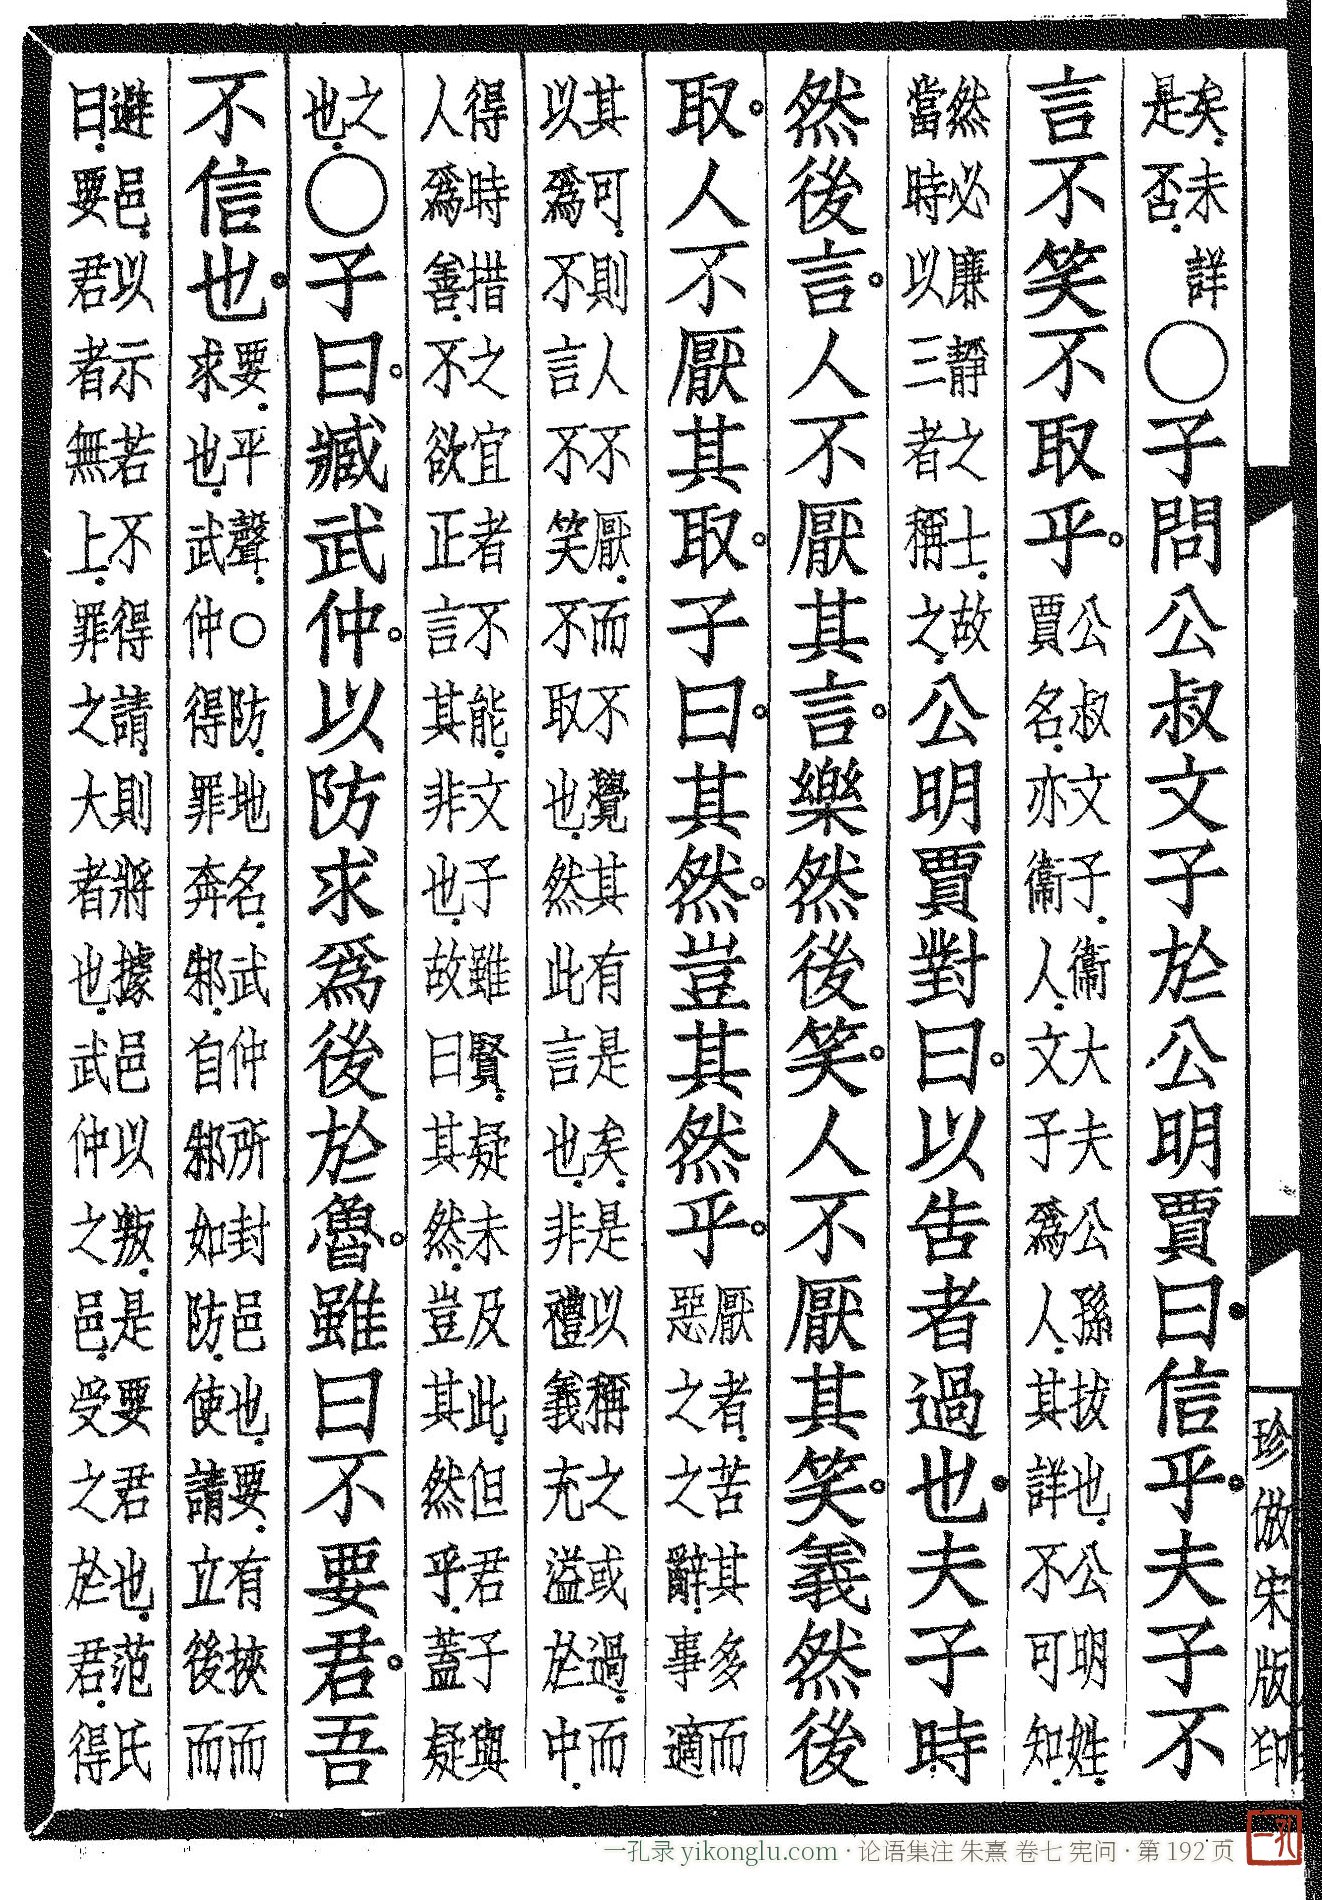 矣。未詳是否。〇子問公叔文子於公明賈曰信乎夫子不
言不笑不取乎。公叔文子。衞大夫公孫拔也。公明姓。賈名。亦衞人。文子爲人。其詳不可知。
然必廉靜之士。故當時以三者稱之。公明賈對曰。以告者過也夫子時
然後言。人不厭其言。樂然後笑。人不厭其笑。義然後
取。人不厭其取。子曰。其然。豈其然乎。厭者。苦其多而惡之之辭。事適
其可。則人不厭。而不覺其有是矣。是以稱之或過。而以爲不言不笑不取也。然此言也。非禮義充溢於中。
得時措之宜者不能。文子雖賢。疑未及此。但君子與人爲善。不欲正言其非也。故曰其然。豈其然乎。蓋疑
之也。〇子曰。臧武仲。以防求爲後於魯。雖曰不要君。吾
不信也。要。平聲。〇防。地名。武仲所封邑也。要。有挾而求也。武仲得罪奔邾。自邾如防。使請立後而
避邑。以示若不得請。則將據邑以叛。是要君也。范氏曰。要君者無上。罪之大者也。武仲之邑。受之於君。得
珍倣宋版印
一孔录 yikonglu.com · 论语集注 朱熹 卷七 宪问 · 第 192 页
一孔